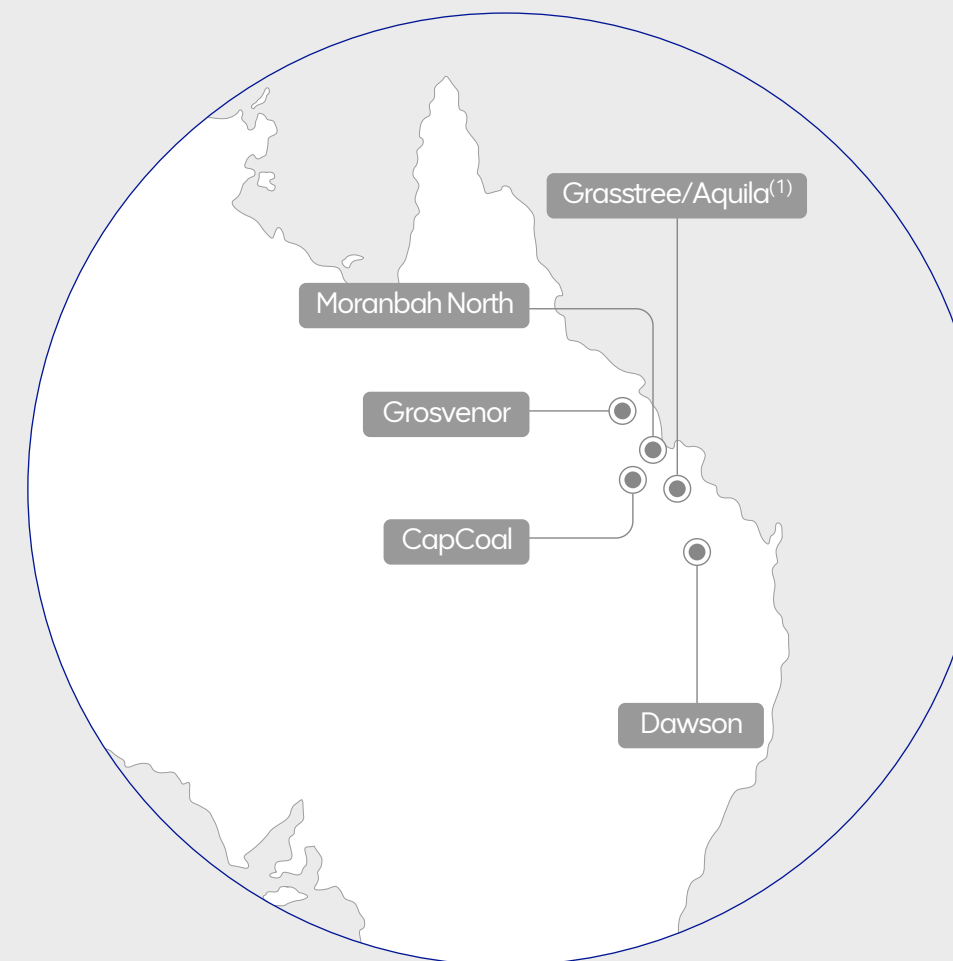 Grasstree/Aquila⁽¹⁾
Moranbah North
Grosvenor
CapCoal
Dawson